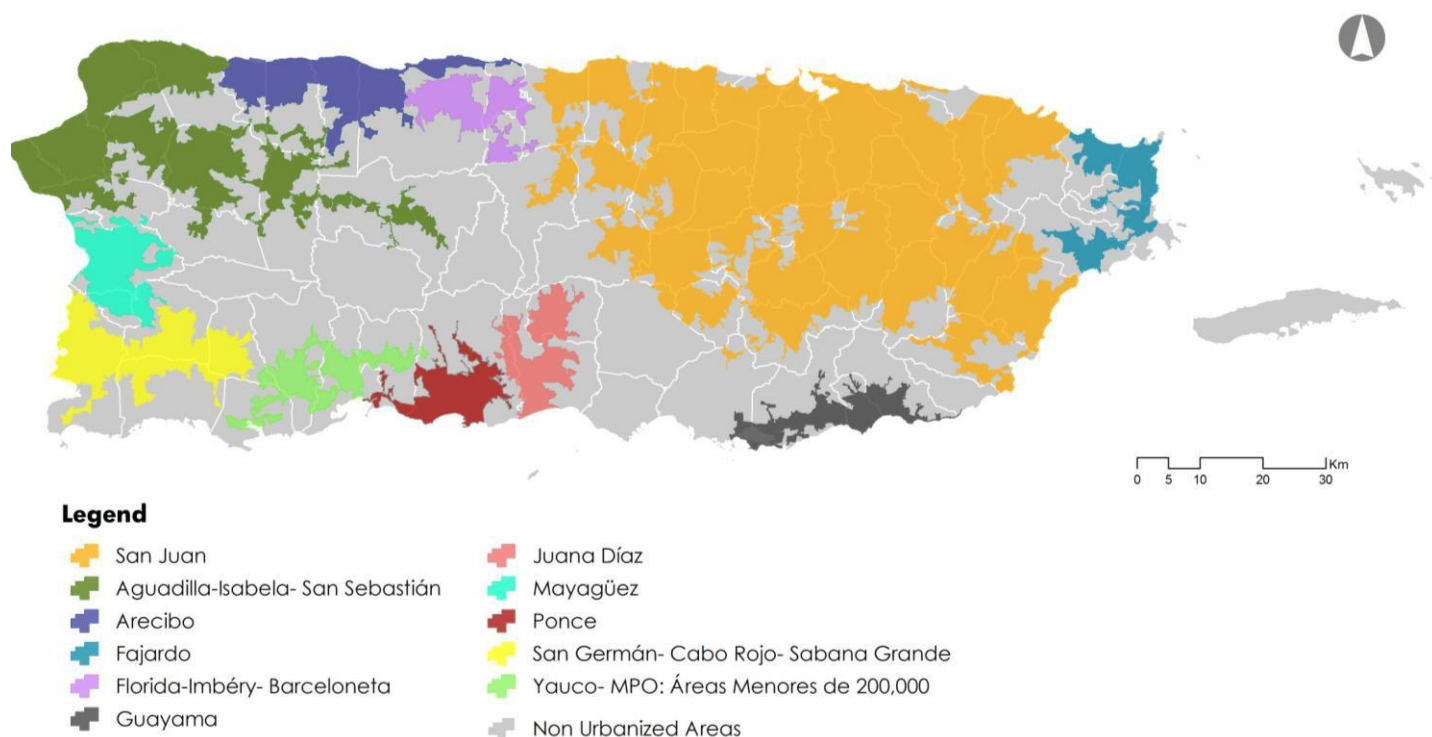 Km
0 5 10 20 30
Legend
San Juan
Aguadilla-Isabela- San Sebastián
Arecibo
Fajardo
Florida-Imbéry- Barceloneta
Guayama
Juana Díaz
Mayagüez
Ponce
San Germán- Cabo Rojo- Sabana Grande
Yauco- MPO: Áreas Menores de 200,000
Non Urbanized Areas